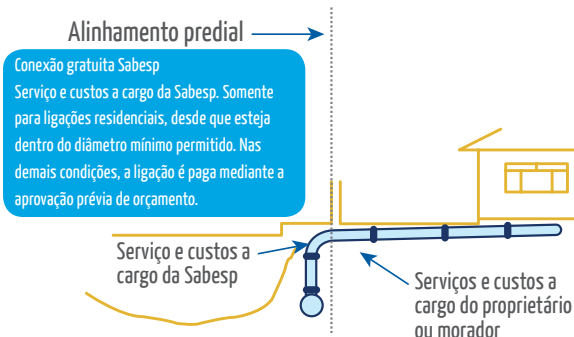 Alinhamento predial
Conexão gratuita Sabesp
Serviço e custos a cargo da Sabesp. Somente
para ligações residenciais, desde que esteja
dentro do diâmetro mínimo permitido. Nas
demais condições, a ligação é paga mediante a
aprovação prévia de orçamento.
Serviço e custos a
cargo da Sabesp
Serviços e custos a
cargo do proprietário
ou morador